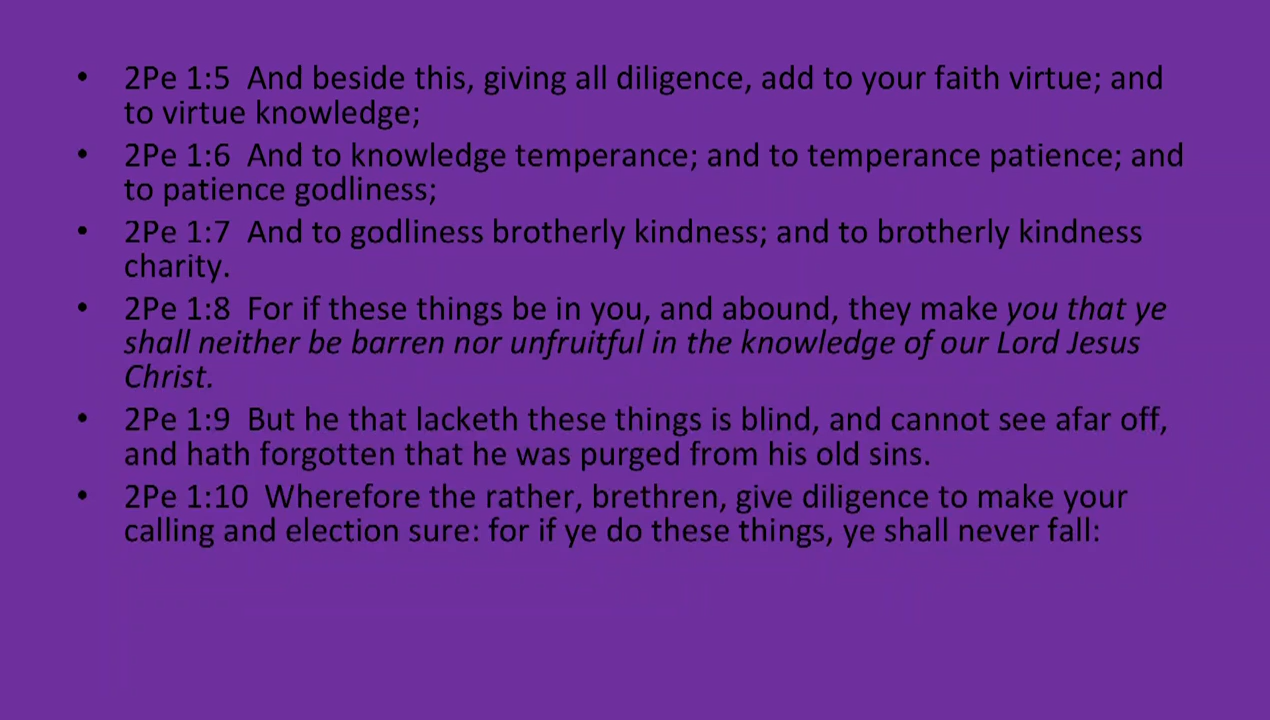 • 2Pe 1:5  And beside this, giving all diligence, add to your faith virtue; and
to virtue knowledge;
• 2Pe 1:6  And to knowledge temperance; and to temperance patience; and
to patience godliness;
• 2Pe 1:7  And to godliness brotherly kindness; and to brotherly kindness
charity.
• 2Pe 1:8  For if these things be in you, and abound, they make you that ye
shall neither be barren nor unfruitful in the knowledge of our Lord Jesus
Christ.
• 2Pe 1:9  But he that lacketh these things is blind, and cannot see afar off,
and hath forgotten that he was purged from his old sins.
• 2Pe 1:10  Wherefore the rather, brethren, give diligence to make your
calling and election sure: for if ye do these things, ye shall never fall: